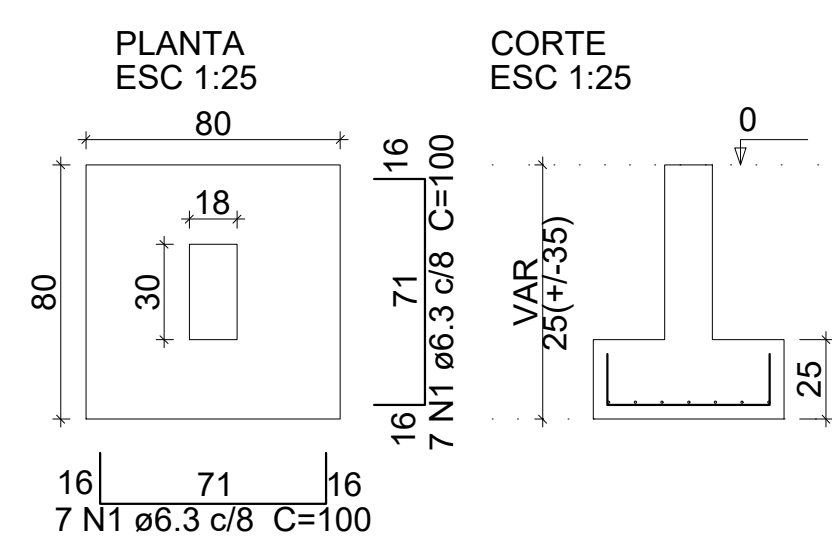 PLANTA
ESC 1:25
80
80
18
30
16
71
16
7 N1 ø6.3 c/8 C=100
16
71
16
7 N1 ø6.3 c/8 C=100
CORTE
ESC 1:25
0
VAR
25(+/-35)
25